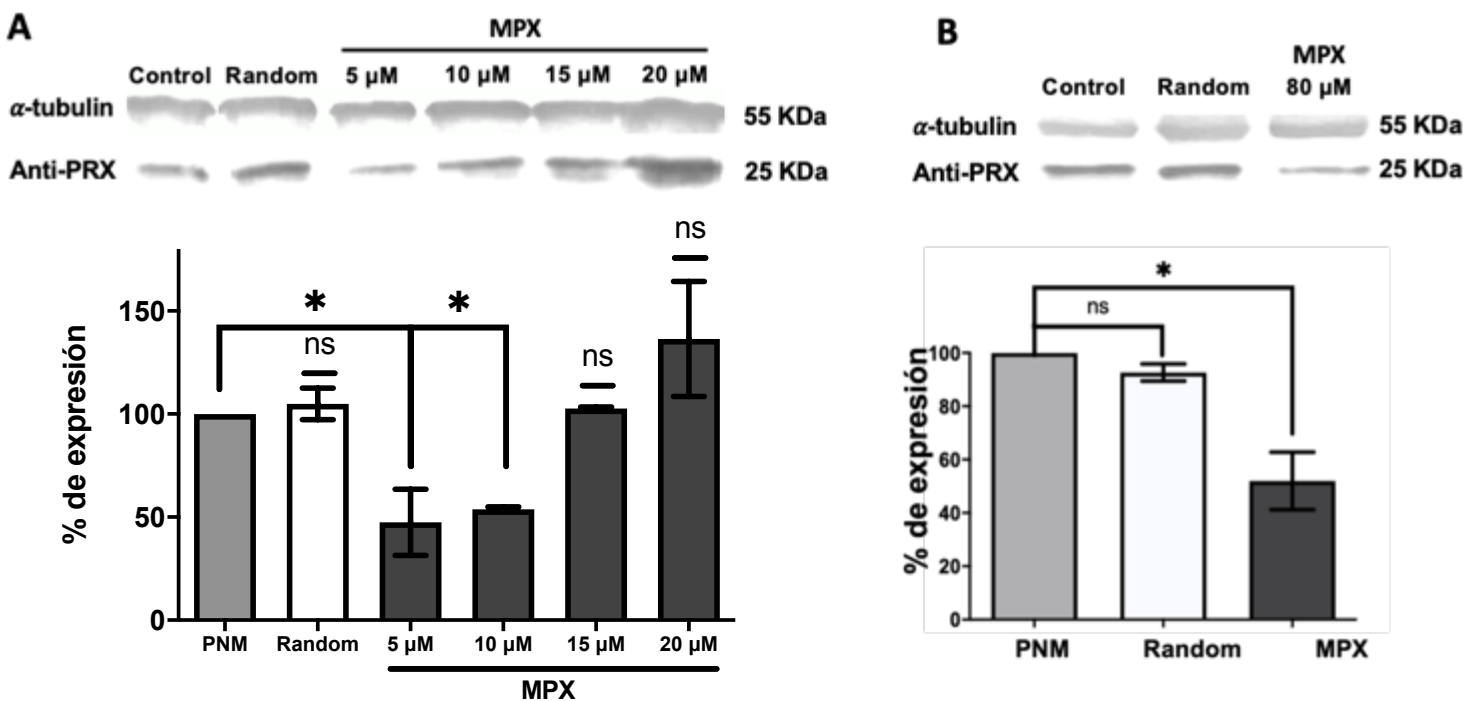 A
MPX
Control Random 5 µM 10 µM 15 µM 20 µM
α-tubulin 55 KDa
Anti-PRX 25 KDa
ns
* *
ns ns
% de expresión
150
100
50
0
PNM Random 5 µM 10 µM 15 µM 20 µM
MPX
B
MPX
Control Random 80 µM
α-tubulin 55 KDa
Anti-PRX 25 KDa
*
ns
% de expresión
100
80
60
40
20
0
PNM Random MPX